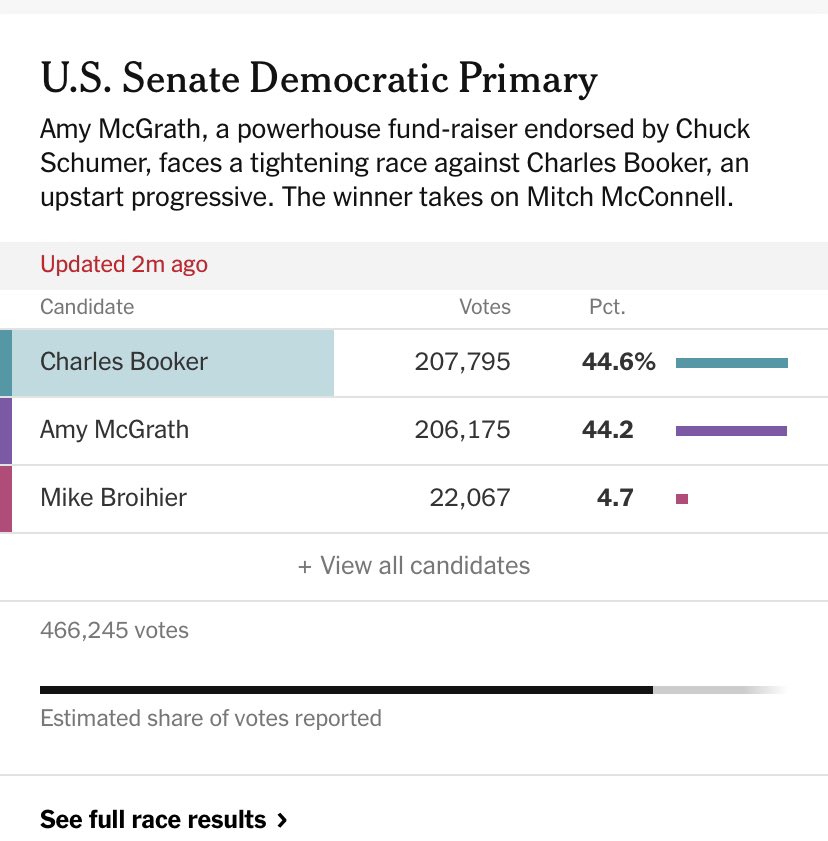 U.S. Senate Democratic Primary
Amy McGrath, a powerhouse fund-raiser endorsed by Chuck
Schumer, faces a tightening race against Charles Booker, an
upstart progressive. The winner takes on Mitch McConnell.
Updated 2m ago
Candidate Votes Pct.
Charles Booker 207,795 44.6%
Amy McGrath 206,175 44.2
Mike Broihier 22,067 4.7
+ View all candidates
466,245 votes
Estimated share of votes reported
See full race results ›